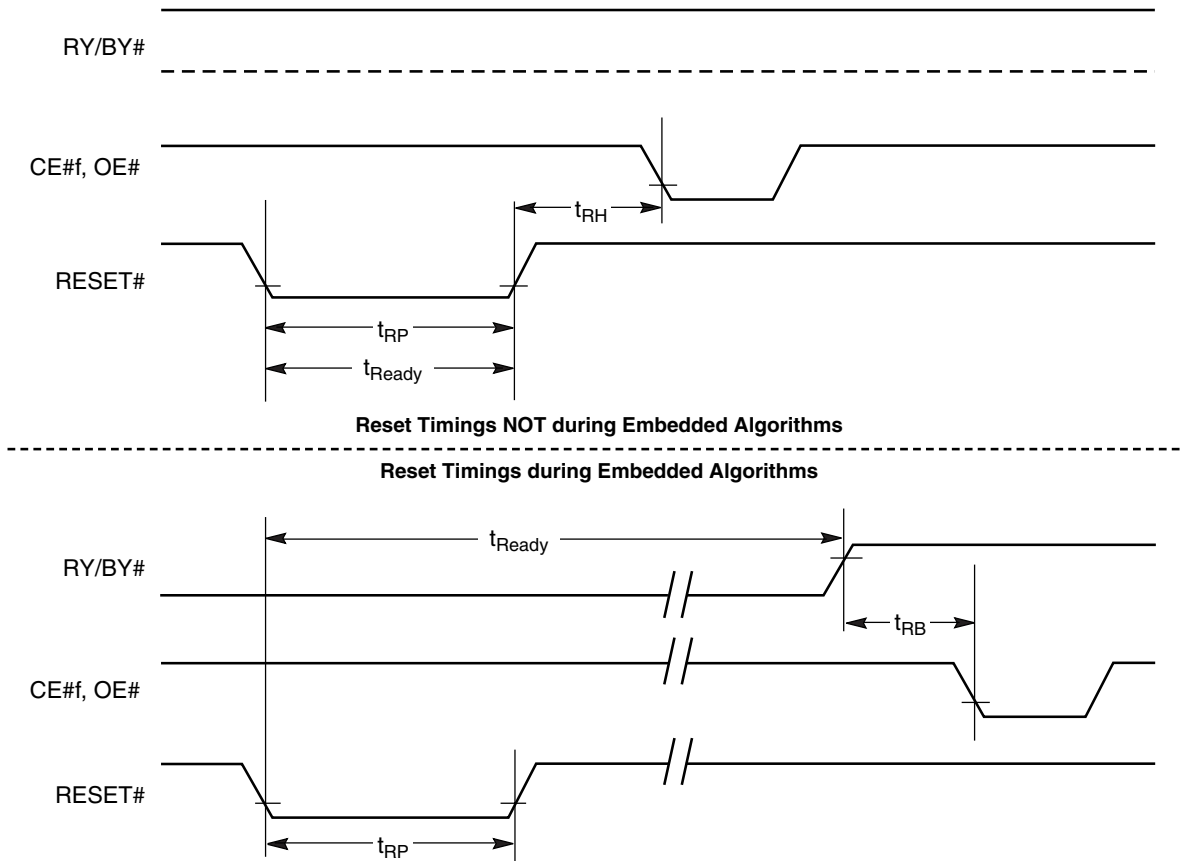 RY/BY#
CE#f, OE#
tRH
RESET#
tRP
tReady
Reset Timings NOT during Embedded Algorithms
Reset Timings during Embedded Algorithms
tReady
RY/BY#
tRB
CE#f, OE#
RESET#
tRP